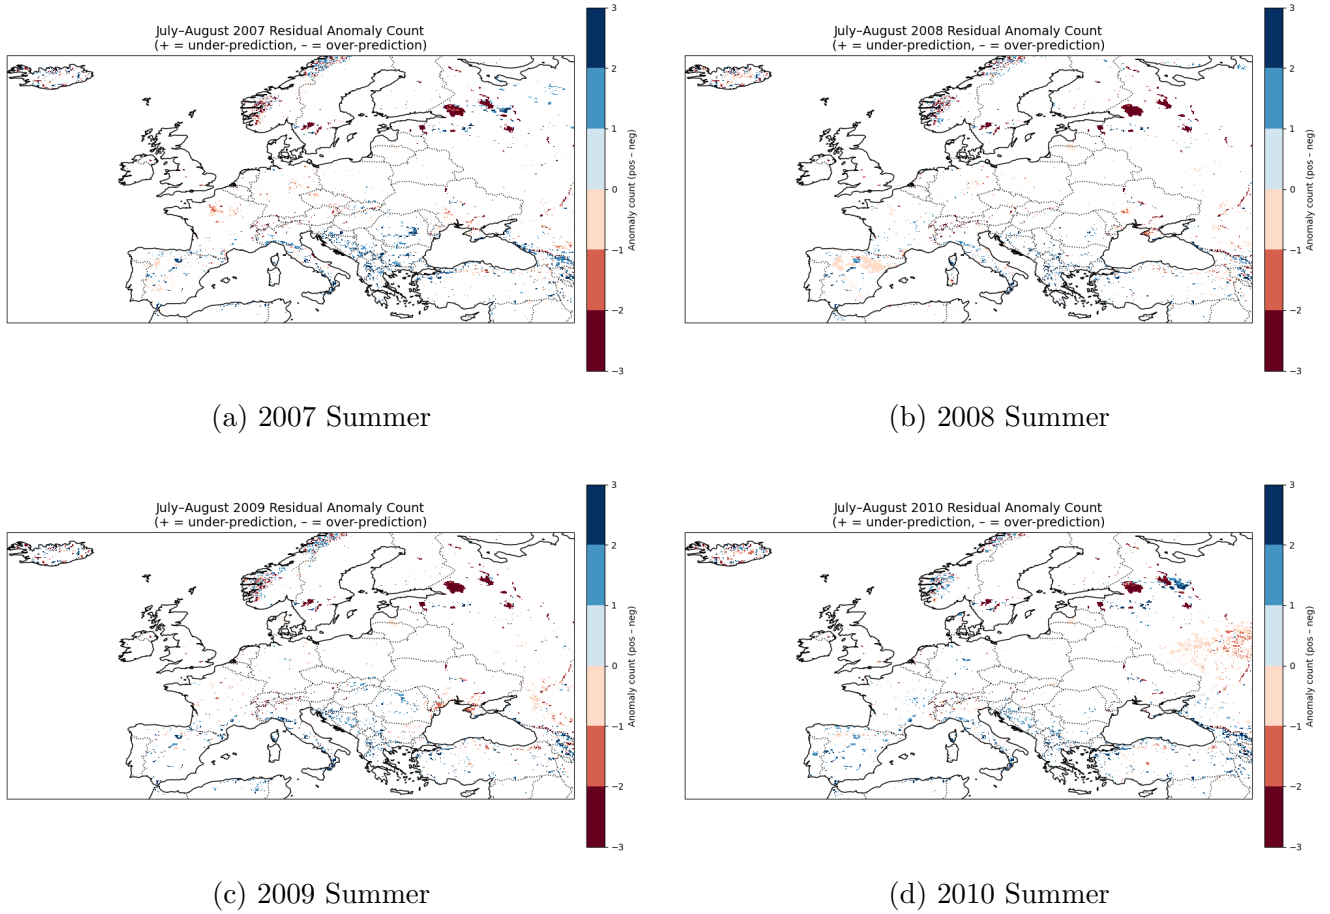 July–August 2007 Residual Anomaly Count
(+ = under-prediction, – = over-prediction)
3
2
1
0
−1
−2
−3
Anomaly count (pos – neg)
(a) 2007 Summer
July–August 2008 Residual Anomaly Count
(+ = under-prediction, – = over-prediction)
3
2
1
0
−1
−2
−3
Anomaly count (pos – neg)
(b) 2008 Summer
July–August 2009 Residual Anomaly Count
(+ = under-prediction, – = over-prediction)
3
2
1
0
−1
−2
−3
Anomaly count (pos – neg)
(c) 2009 Summer
July–August 2010 Residual Anomaly Count
(+ = under-prediction, – = over-prediction)
3
2
1
0
−1
−2
−3
Anomaly count (pos – neg)
(d) 2010 Summer